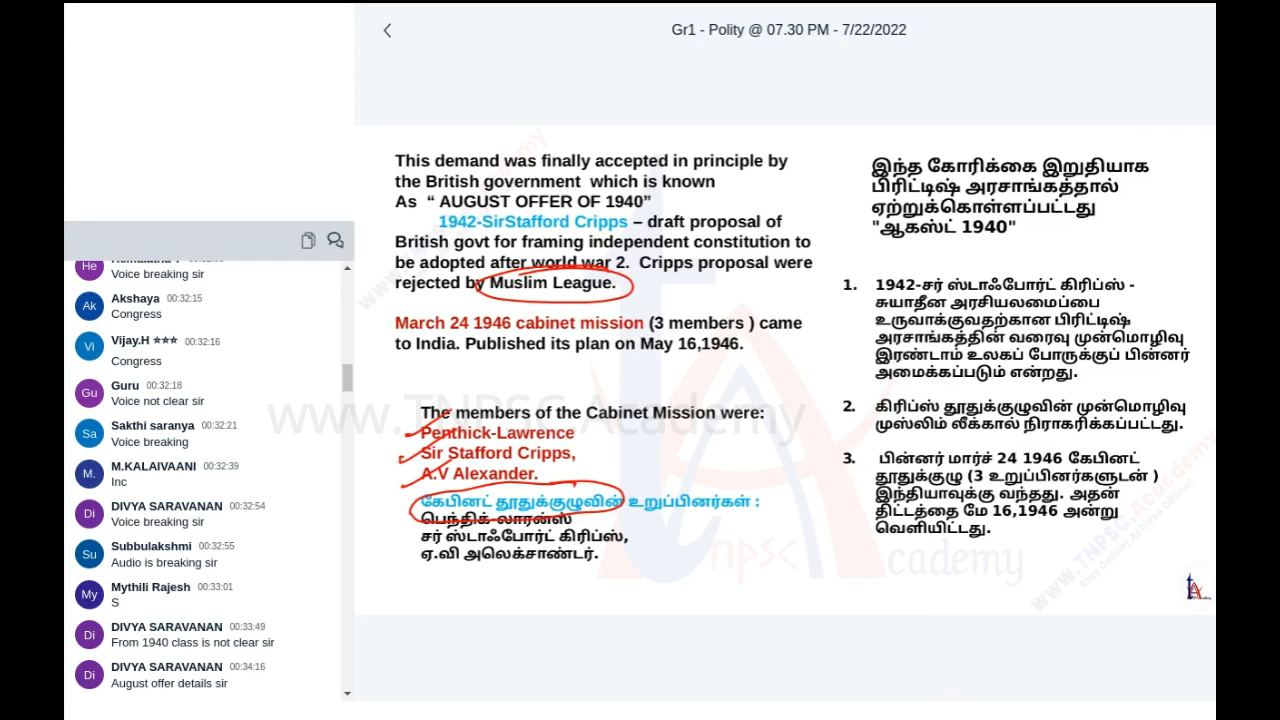 Gr1 - Polity @ 07.30 PM - 7/22/2022
Voice breaking sir
Akshaya 00:32:15
Congress
Vijay.H ⭐⭐⭐ 00:32:16
Congress
Guru 00:32:18
Voice not clear sir
Sakthi saranya 00:32:21
Voice breaking
M.KALAIVAANI 00:32:39
Inc
DIVYA SARAVANAN 00:32:54
Voice breaking sir
Subbulakshmi 00:32:55
Audio is breaking sir
Mythili Rajesh 00:33:01
S
DIVYA SARAVANAN 00:33:49
From 1940 class is not clear sir
DIVYA SARAVANAN 00:34:16
August offer details sir
He
Ak
Vi
Gu
Sa
M.
Di
Su
My
Di
Di
This demand was finally accepted in principle by
the British government which is known
As “ AUGUST OFFER OF 1940”
1942-SirStafford Cripps – draft proposal of
British govt for framing independent constitution to
be adopted after world war 2. Cripps proposal were
rejected by Muslim League.
March 24 1946 cabinet mission (3 members ) came
to India. Published its plan on May 16,1946.
The members of the Cabinet Mission were:
Penthick-Lawrence
Sir Stafford Cripps,
A.V Alexander.
கேபினட் தூதுக்குழுவின் உறுப்பினர்கள் :
பெந்திக்-லாரன்ஸ்
சர் ஸ்டாஃபோர்ட் கிரிப்ஸ்,
ஏ.வி அலெக்சாண்டர்.
இந்த கோரிக்கை இறுதியாக
பிரிட்டிஷ் அரசாங்கத்தால்
ஏற்றுக்கொள்ளப்பட்டது
"ஆகஸ்ட் 1940"
1. 1942-சர் ஸ்டாஃபோர்ட் கிரிப்ஸ் -
சுயாதீன அரசியலமைப்பை
உருவாக்குவதற்கான பிரிட்டிஷ்
அரசாங்கத்தின் வரைவு முன்மொழிவு
இரண்டாம் உலகப் போருக்குப் பின்னர்
அமைக்கப்படும் என்றது.
2. கிரிப்ஸ் தூதுக்குழுவின் முன்மொழிவு
முஸ்லிம் லீக்கால் நிராகரிக்கப்பட்டது.
3. பின்னர் மார்ச் 24 1946 கேபினட்
தூதுக்குழு (3 உறுப்பினர்களுடன் )
இந்தியாவுக்கு வந்தது. அதன்
திட்டத்தை மே 16,1946 அன்று
வெளியிட்டது.
www.TNPSC.Academy
tnpsc Academy
www.TNPSC.Academy